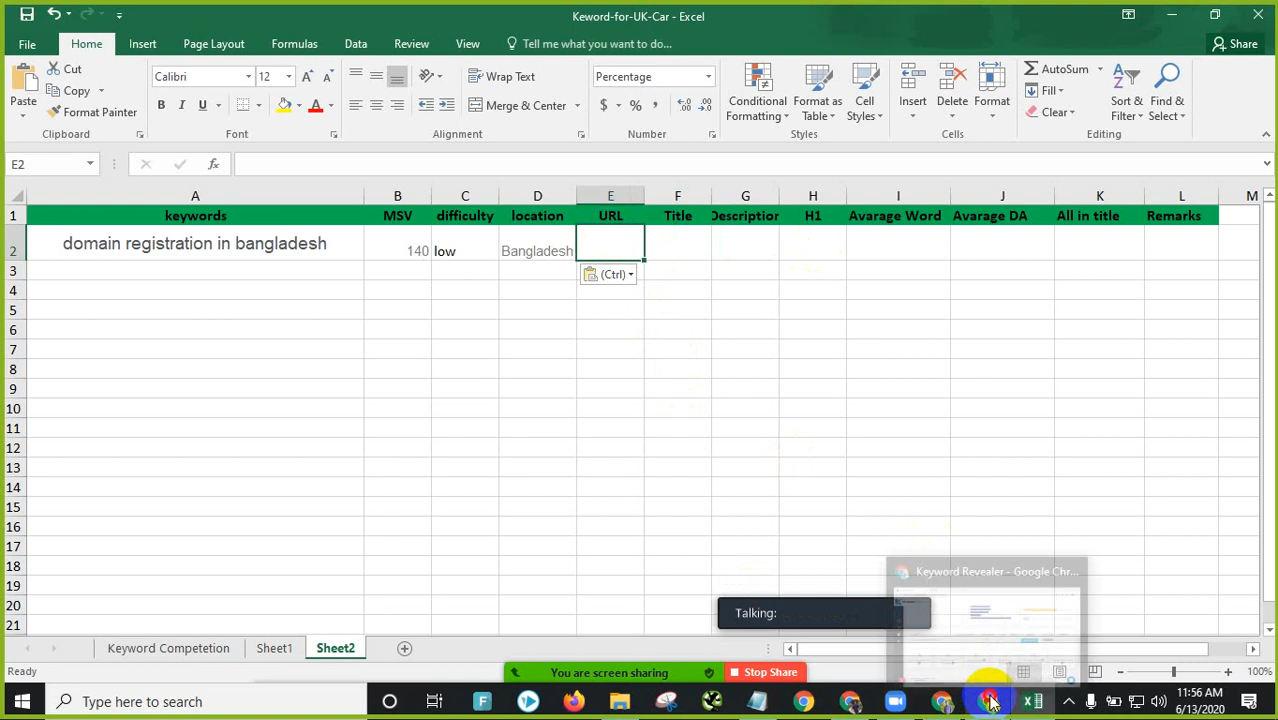 Keword-for-UK-Car - Excel
File Home Insert Page Layout Formulas Data Review View Tell me what you want to do... Share
Paste
Cut
Copy
Format Painter
Calibri 12
B I U
Wrap Text
Merge & Center
Percentage
$ % ,
Conditional Formatting
Format as Table
Cell Styles
Insert
Delete
Format
AutoSum
Fill
Clear
Sort & Filter
Find & Select
Clipboard Font Alignment Number Styles Cells Editing
E2 fx
A B C D E F G H I J K L M
1 keywords MSV difficulty location URL Title Description H1 Avarage Word Avarage DA All in title Remarks
2 domain registration in bangladesh 140 low Bangladesh
(Ctrl)
3
4
5
6
7
8
9
10
11
12
13
14
15
16
17
18
19
20
21
Keyword Revealer - Google Chr...
Talking:
Keyword Competetion Sheet1 Sheet2
Ready
You are screen sharing Stop Share
100%
Type here to search
11:56 AM
6/13/2020